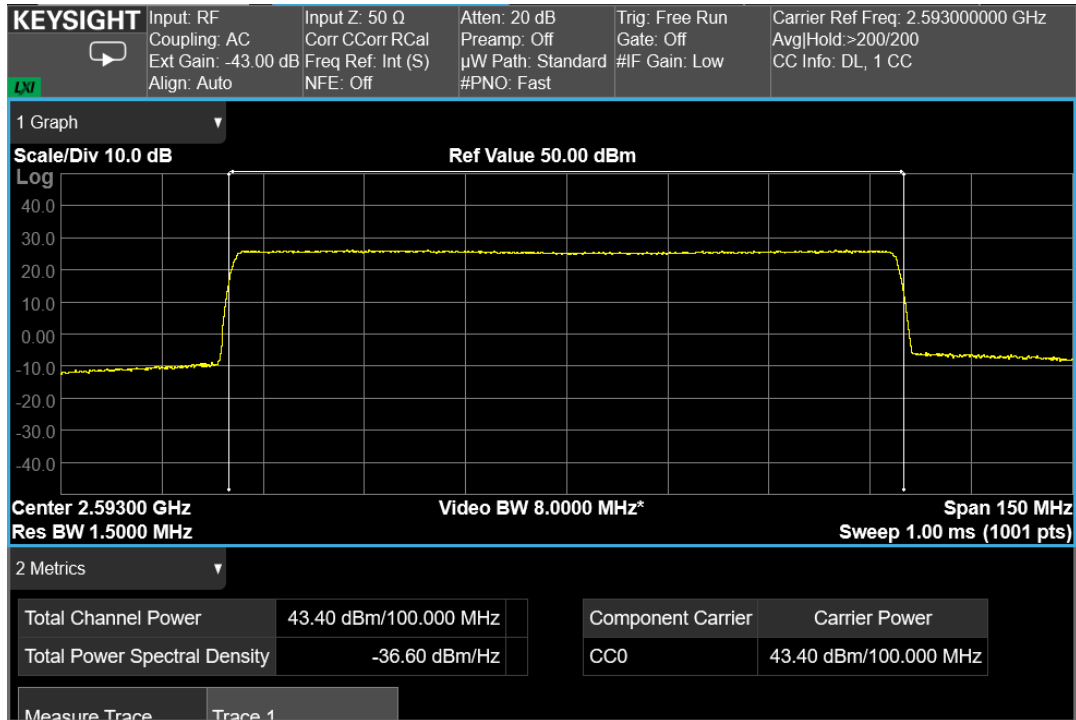 KEYSIGHT Input: RF Input Z: 50 Ω Atten: 20 dB Trig: Free Run Carrier Ref Freq: 2.593000000 GHz
Coupling: AC Corr CCorr RCal Preamp: Off Gate: Off Avg|Hold:>200/200
Ext Gain: -43.00 dB Freq Ref: Int (S) µW Path: Standard #IF Gain: Low CC Info: DL, 1 CC
LXI Align: Auto NFE: Off #PNO: Fast
1 Graph
Scale/Div 10.0 dB Ref Value 50.00 dBm
Log
40.0
30.0
20.0
10.0
0.00
-10.0
-20.0
-30.0
-40.0
Center 2.59300 GHz Video BW 8.0000 MHz* Span 150 MHz
Res BW 1.5000 MHz Sweep 1.00 ms (1001 pts)
2 Metrics
Total Channel Power 43.40 dBm/100.000 MHz Component Carrier Carrier Power
Total Power Spectral Density -36.60 dBm/Hz CC0 43.40 dBm/100.000 MHz
Measure Trace Trace 1